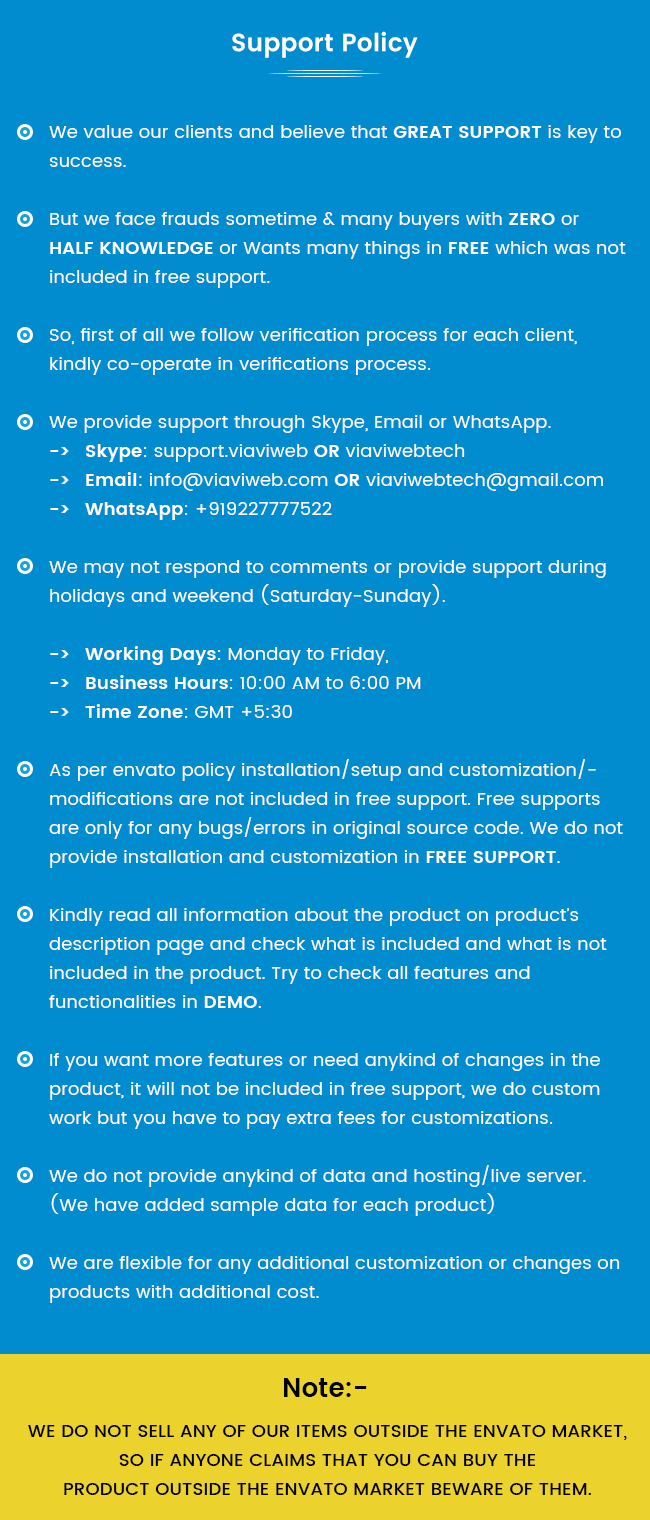 Support Policy
We value our clients and believe that GREAT SUPPORT is key to
success.
But we face frauds sometime & many buyers with ZERO or
HALF KNOWLEDGE or Wants many things in FREE which was not
included in free support.
So, first of all we follow verification process for each client,
kindly co-operate in verifications process.
We provide support through Skype, Email or WhatsApp.
-> Skype: support.viaviweb OR viaviwebtech
-> Email: info@viaviweb.com OR viaviwebtech@gmail.com
-> WhatsApp: +919227777522
We may not respond to comments or provide support during
holidays and weekend (Saturday-Sunday).
-> Working Days: Monday to Friday,
-> Business Hours: 10:00 AM to 6:00 PM
-> Time Zone: GMT +5:30
As per envato policy installation/setup and customization/-
modifications are not included in free support. Free supports
are only for any bugs/errors in original source code. We do not
provide installation and customization in FREE SUPPORT.
Kindly read all information about the product on product's
description page and check what is included and what is not
included in the product. Try to check all features and
functionalities in DEMO.
If you want more features or need anykind of changes in the
product, it will not be included in free support, we do custom
work but you have to pay extra fees for customizations.
We do not provide anykind of data and hosting/live server.
(We have added sample data for each product)
We are flexible for any additional customization or changes on
products with additional cost.
Note:-
WE DO NOT SELL ANY OF OUR ITEMS OUTSIDE THE ENVATO MARKET,
SO IF ANYONE CLAIMS THAT YOU CAN BUY THE
PRODUCT OUTSIDE THE ENVATO MARKET BEWARE OF THEM.